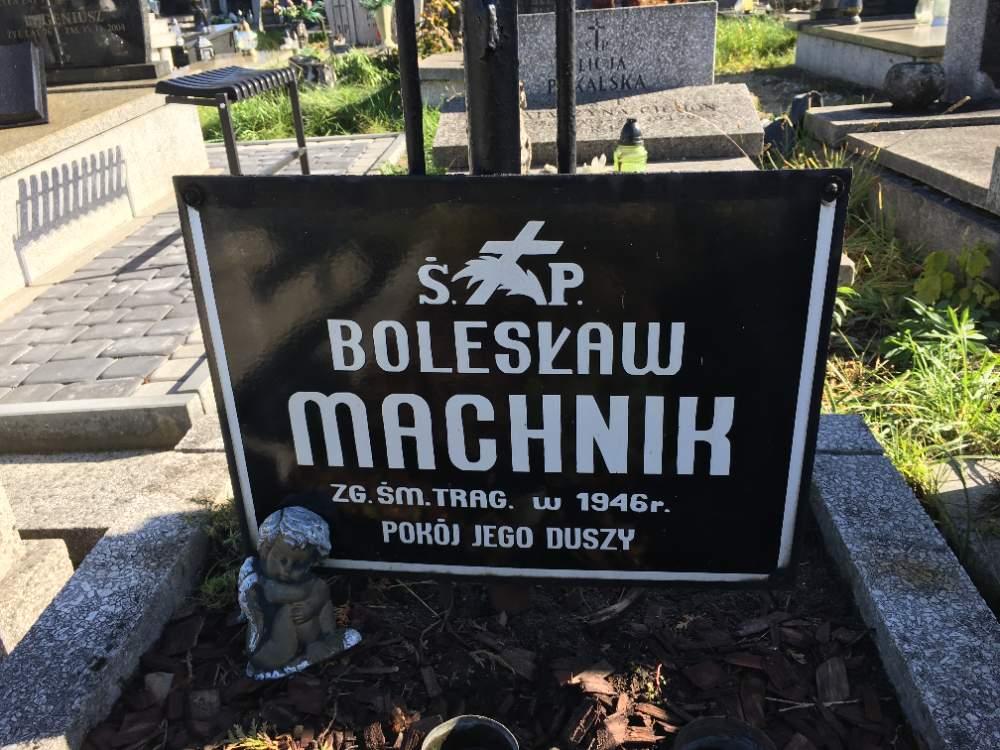 Ś.P.
BOLESŁAW
MACHNIK
ZG. ŚM. TRAG. w 1946r.
POKÓJ JEGO DUSZY
Ś.P.